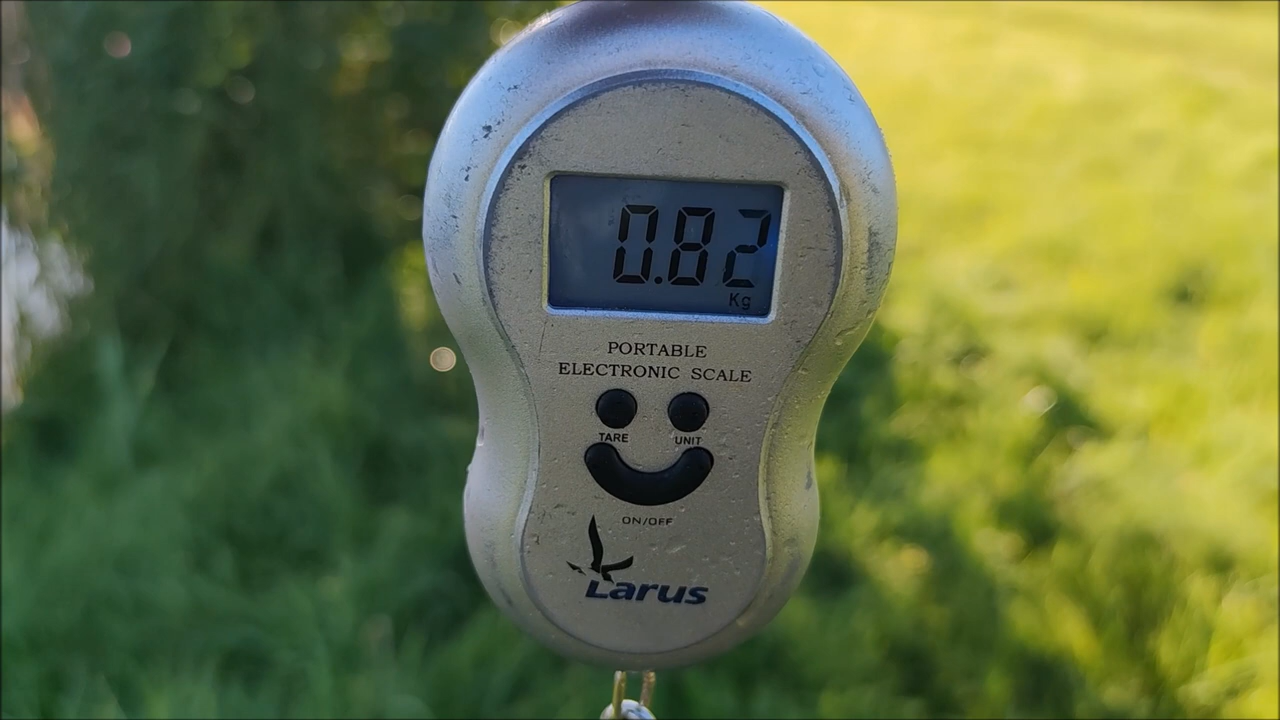 0.82
Kg
PORTABLE
ELECTRONIC SCALE
TARE UNIT
ON/OFF
Larus